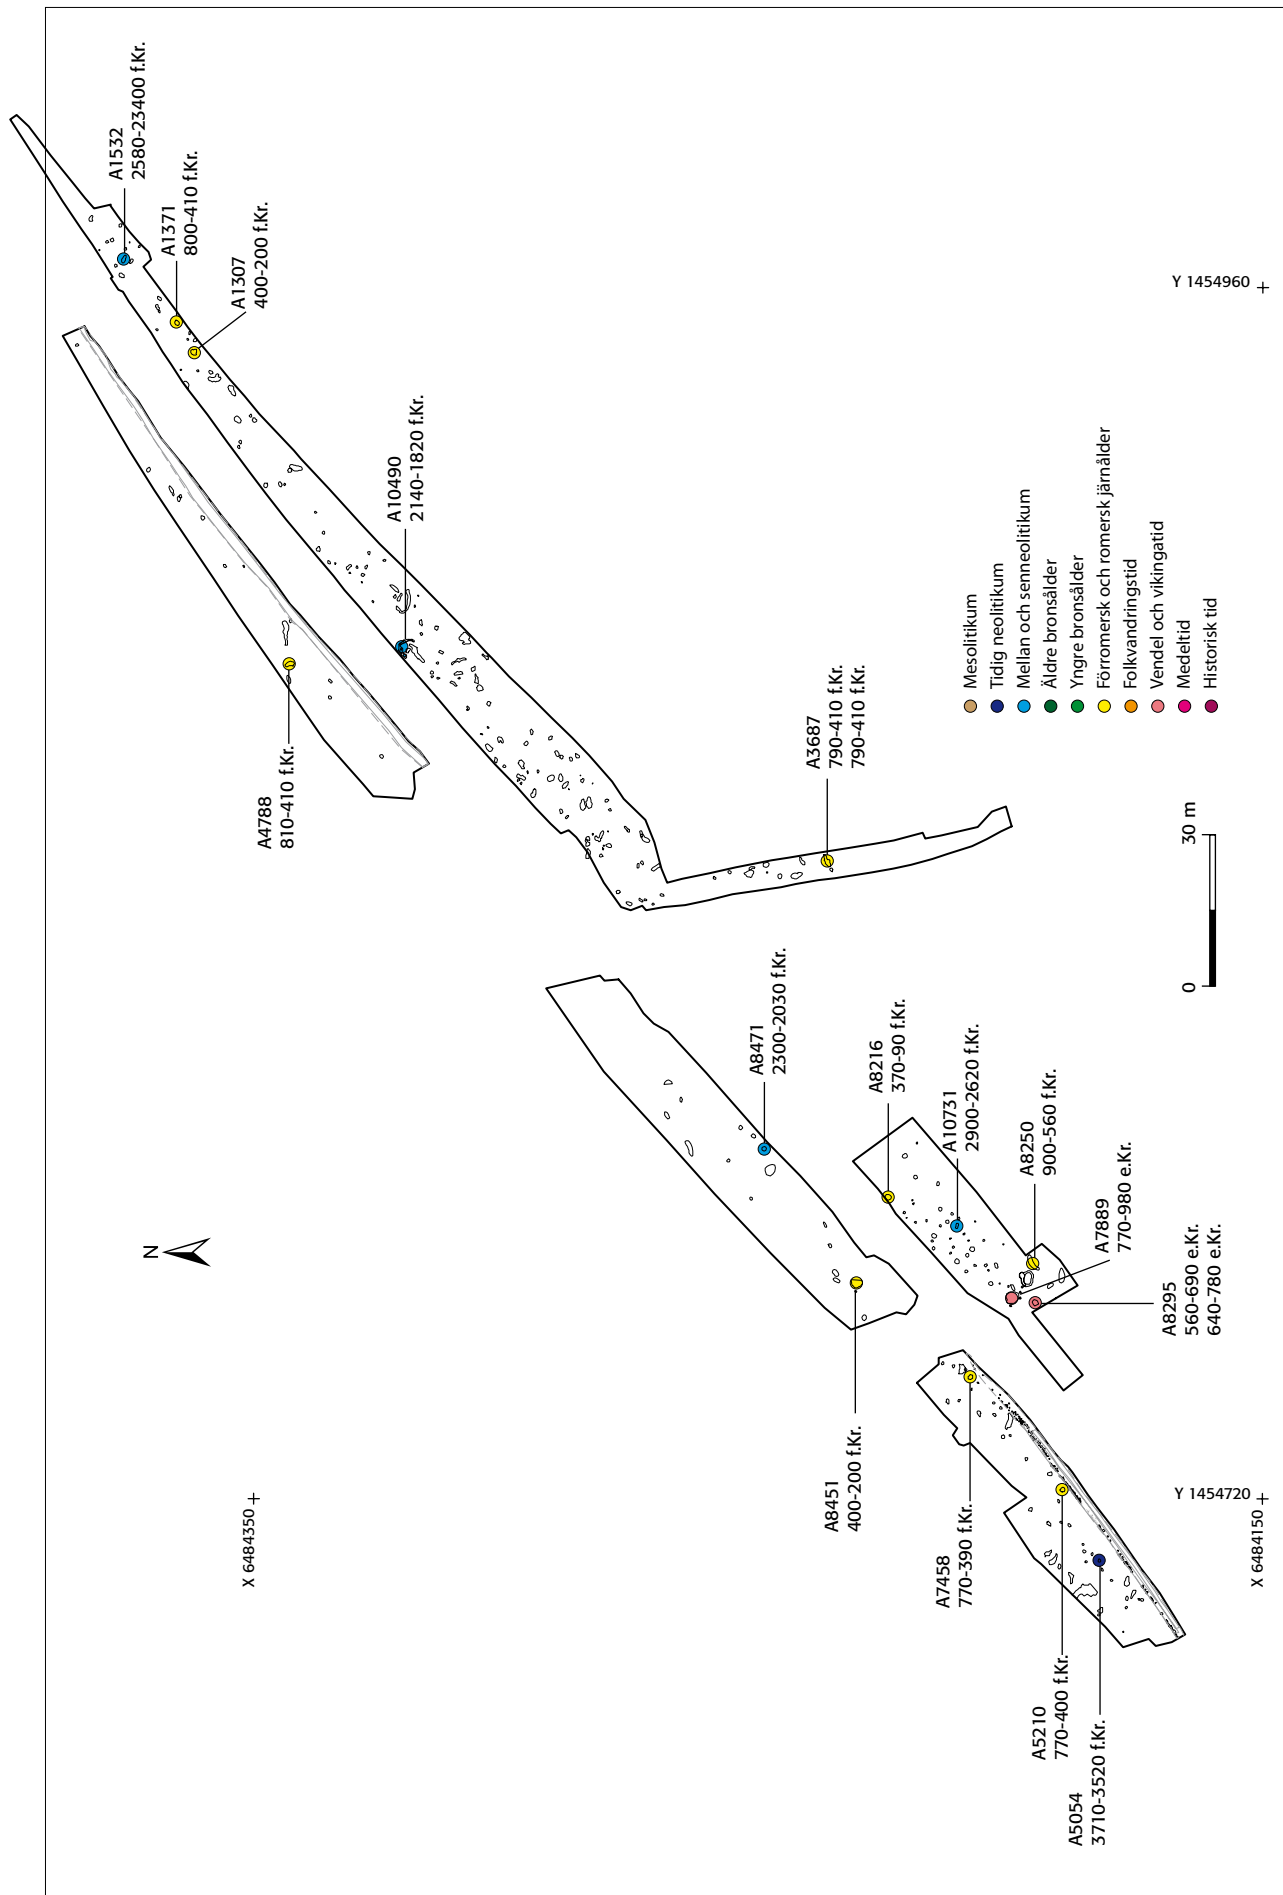 A1532
2580-23400 f.Kr.
A1371
800-410 f.Kr.
A1307
400-200 f.Kr.
A4788
810-410 f.Kr.
A10490
2140-1820 f.Kr.
A3687
790-410 f.Kr.
790-410 f.Kr.
Y 1454960
N
A8471
2300-2030 f.Kr.
A8216
370-90 f.Kr.
A10731
2900-2620 f.Kr.
A8250
900-560 f.Kr.
A7889
770-980 e.Kr.
A8295
560-690 e.Kr.
640-780 e.Kr.
A8451
400-200 f.Kr.
A7458
770-390 f.Kr.
A5210
770-400 f.Kr.
A5054
3710-3520 f.Kr.
X 6484350
Y 1454720
X 6484150
0
30 m
Mesolitikum
Tidig neolitikum
Mellan och senneolitikum
Äldre bronsålder
Yngre bronsålder
Förromersk och romersk järnålder
Folkvandringstid
Vendel och vikingatid
Medeltid
Historisk tid